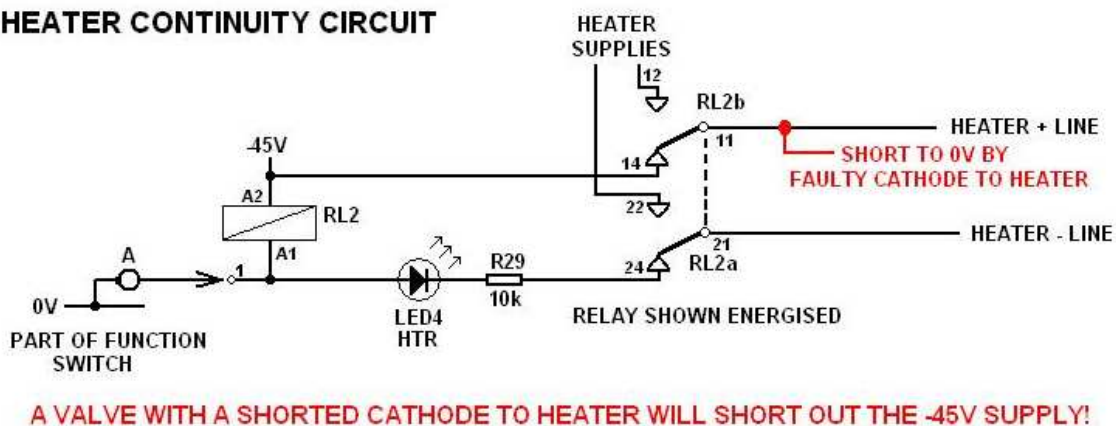 HEATER CONTINUITY CIRCUIT
HEATER
SUPPLIES
12
RL2b
-45V
14
11
HEATER + LINE
SHORT TO 0V BY
FAULTY CATHODE TO HEATER
A2
RL2
22
A1
21
HEATER - LINE
A
1
R29
24
RL2a
0V
10k
LED4
HTR
RELAY SHOWN ENERGISED
PART OF FUNCTION
SWITCH
A VALVE WITH A SHORTED CATHODE TO HEATER WILL SHORT OUT THE -45V SUPPLY!